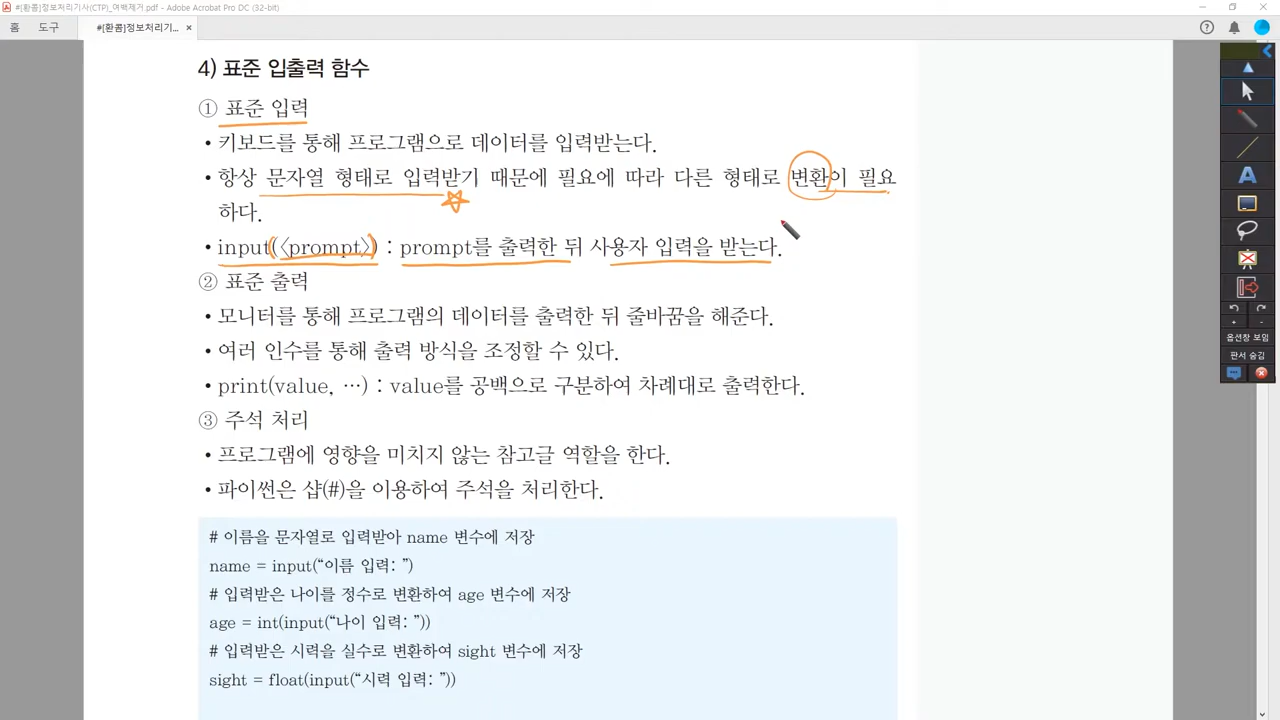 #[환콤]정보처리기사(CTP)_여백제거.pdf - Adobe Acrobat Pro DC (32-bit)
홈 도구 #[환콤]정보처리기... ×
4) 표준 입출력 함수
① 표준 입력
• 키보드를 통해 프로그램으로 데이터를 입력받는다.
• 항상 문자열 형태로 입력받기 때문에 필요에 따라 다른 형태로 변환이 필요
하다.
• input(〈prompt〉) : prompt를 출력한 뒤 사용자 입력을 받는다.
② 표준 출력
• 모니터를 통해 프로그램의 데이터를 출력한 뒤 줄바꿈을 해준다.
• 여러 인수를 통해 출력 방식을 조정할 수 있다.
• print(value, …) : value를 공백으로 구분하여 차례대로 출력한다.
③ 주석 처리
• 프로그램에 영향을 미치지 않는 참고글 역할을 한다.
• 파이썬은 샵(#)을 이용하여 주석을 처리한다.
# 이름을 문자열로 입력받아 name 변수에 저장
name = input(“이름 입력: ”)
# 입력받은 나이를 정수로 변환하여 age 변수에 저장
age = int(input(“나이 입력: ”))
# 입력받은 시력을 실수로 변환하여 sight 변수에 저장
sight = float(input(“시력 입력: ”))
A
옵션창 보임
판서 숨김